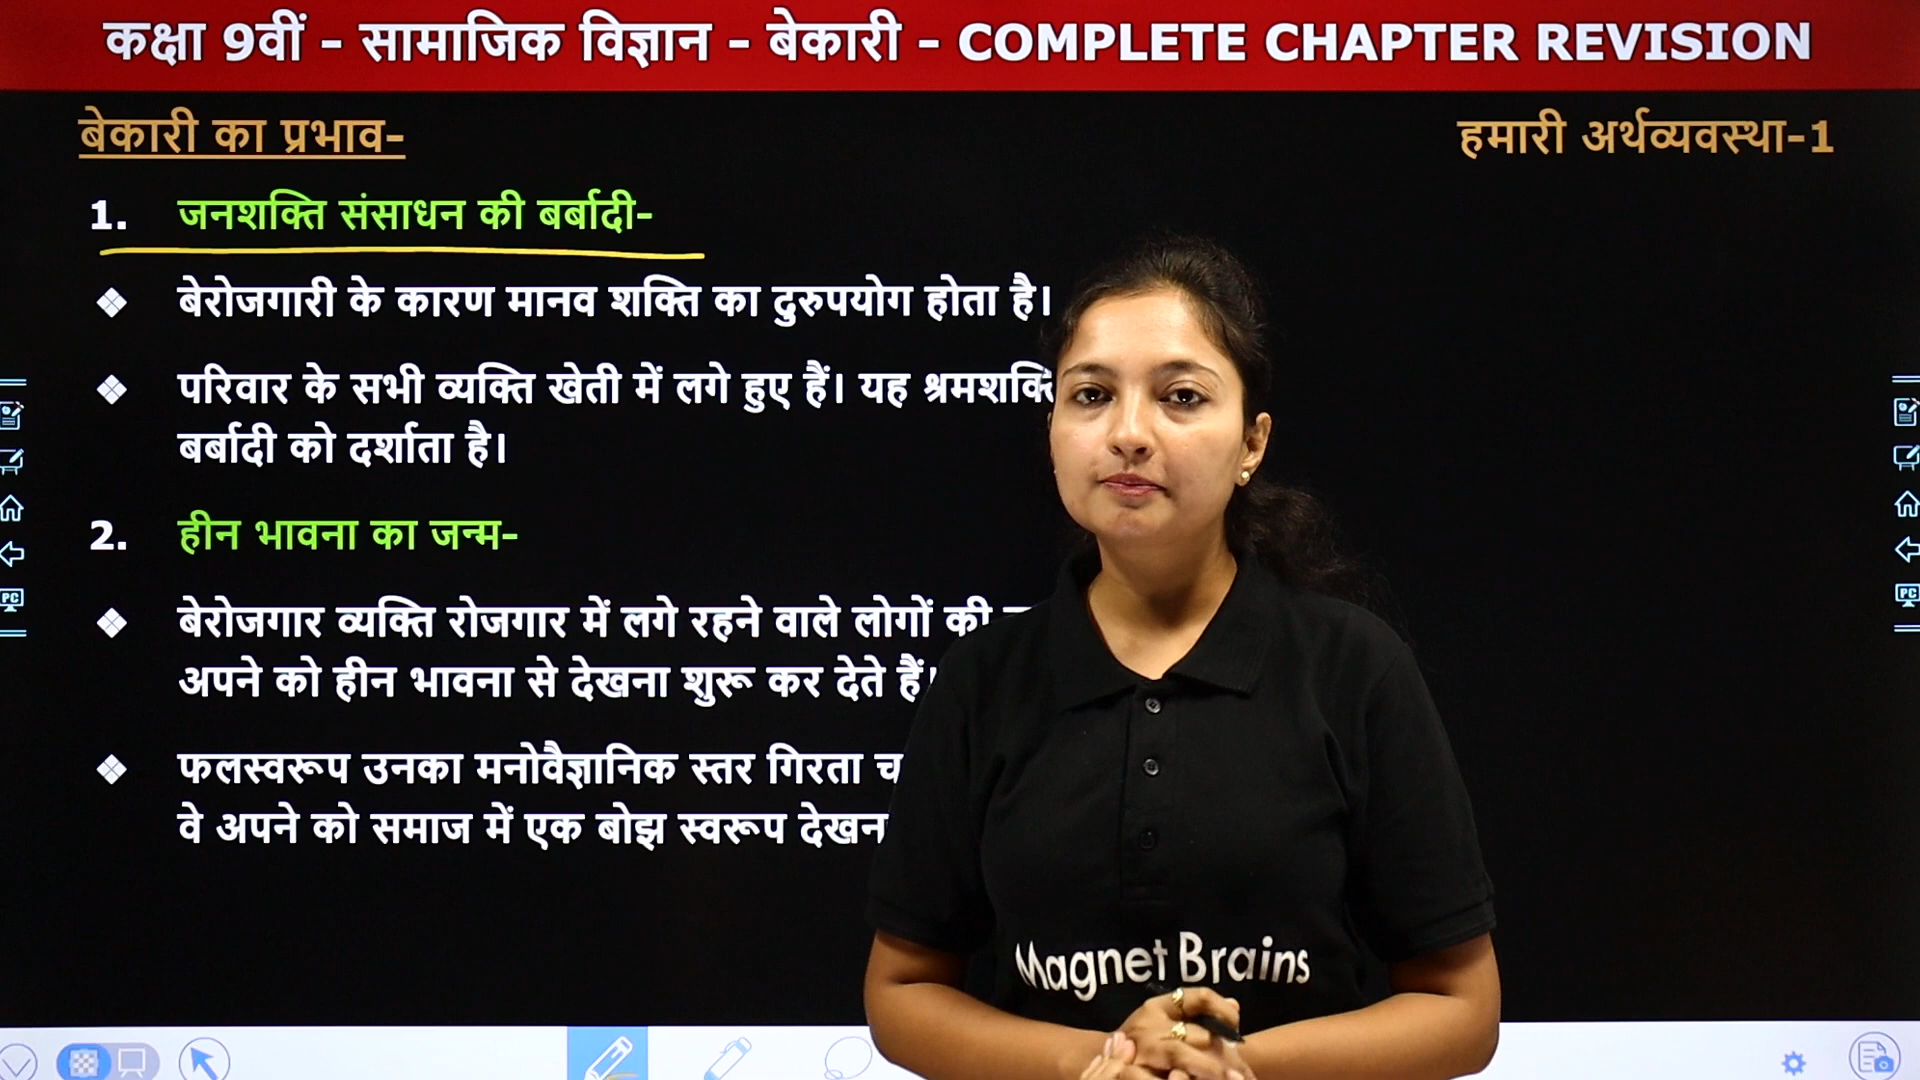 कक्षा 9वीं - सामाजिक विज्ञान - बेकारी - COMPLETE CHAPTER REVISION
बेकारी का प्रभाव-
हमारी अर्थव्यवस्था-1
1. जनशक्ति संसाधन की बर्बादी-
❖ बेरोजगारी के कारण मानव शक्ति का दुरुपयोग होता है।
❖ परिवार के सभी व्यक्ति खेती में लगे हुए हैं। यह श्रमशक्ति
बर्बादी को दर्शाता है।
2. हीन भावना का जन्म-
❖ बेरोजगार व्यक्ति रोजगार में लगे रहने वाले लोगों की
अपने को हीन भावना से देखना शुरू कर देते हैं।
❖ फलस्वरूप उनका मनोवैज्ञानिक स्तर गिरता
वे अपने को समाज में एक बोझ स्वरूप
Magnet Brains
PC
PC